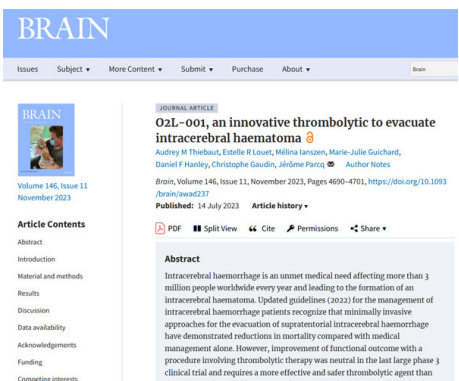 BRAIN
Issues Subject ▾ More Content ▾ Submit ▾ Purchase About ▾ Brain
BRAIN
Volume 146, Issue 11
November 2023
Article Contents
Abstract
Introduction
Material and methods
Results
Discussion
Data availability
Acknowledgements
Funding
Competing interests
JOURNAL ARTICLE
O2L-001, an innovative thrombolytic to evacuate
intracerebral haematoma
Audrey M Thiebaut, Estelle R Louet, Mélina Ianszen, Marie-Julie Guichard,
Daniel F Hanley, Christophe Gaudin, Jérôme Parcq Author Notes
Brain, Volume 146, Issue 11, November 2023, Pages 4690–4701, https://doi.org/10.1093
/brain/awad237
Published: 14 July 2023 Article history ▾
PDF Split View Cite Permissions Share ▾
Abstract
Intracerebral haemorrhage is an unmet medical need affecting more than 3
million people worldwide every year and leading to the formation of an
intracerebral haematoma. Updated guidelines (2022) for the management of
intracerebral haemorrhage patients recognize that minimally invasive
approaches for the evacuation of supratentorial intracerebral haemorrhage
have demonstrated reductions in mortality compared with medical
management alone. However, improvement of functional outcome with a
procedure involving thrombolytic therapy was neutral in the last large phase 3
clinical trial and requires a more effective and safer thrombolytic agent than